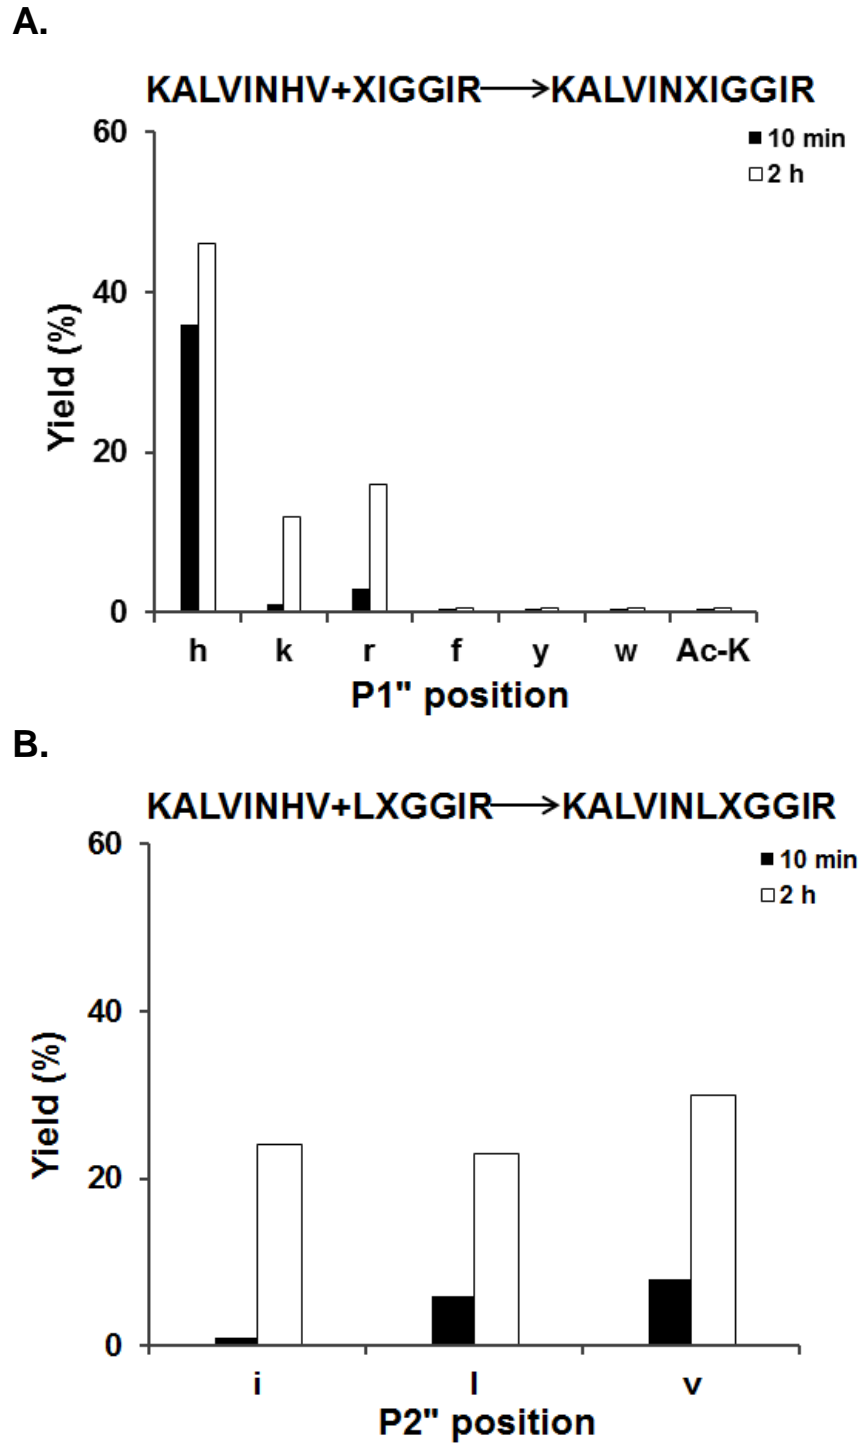 A.
KALVINHV+XIGGIR→KALVINXIGGIR
60
10 min
2 h
40
20
0
Yield (%)
h k r f y w Ac-K
P1" position
B.
KALVINHV+LXGGIR→KALVINLXGGIR
60
10 min
2 h
40
20
0
Yield (%)
i l v
P2" position